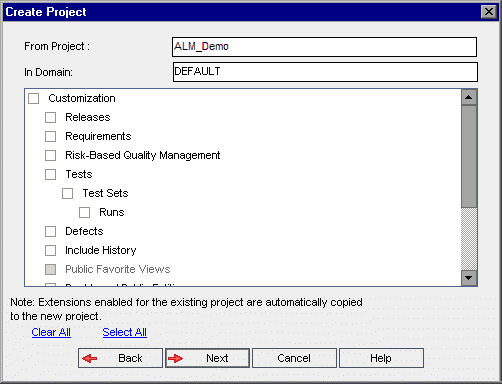 Create Project
From Project :
ALM_Demo
In Domain:
DEFAULT
Customization
Releases
Requirements
Risk-Based Quality Management
Tests
Test Sets
Runs
Defects
Include History
Public Favorite Views
Note: Extensions enabled for the existing project are automatically copied
to the new project.
Clear All Select All
Back Next Cancel Help